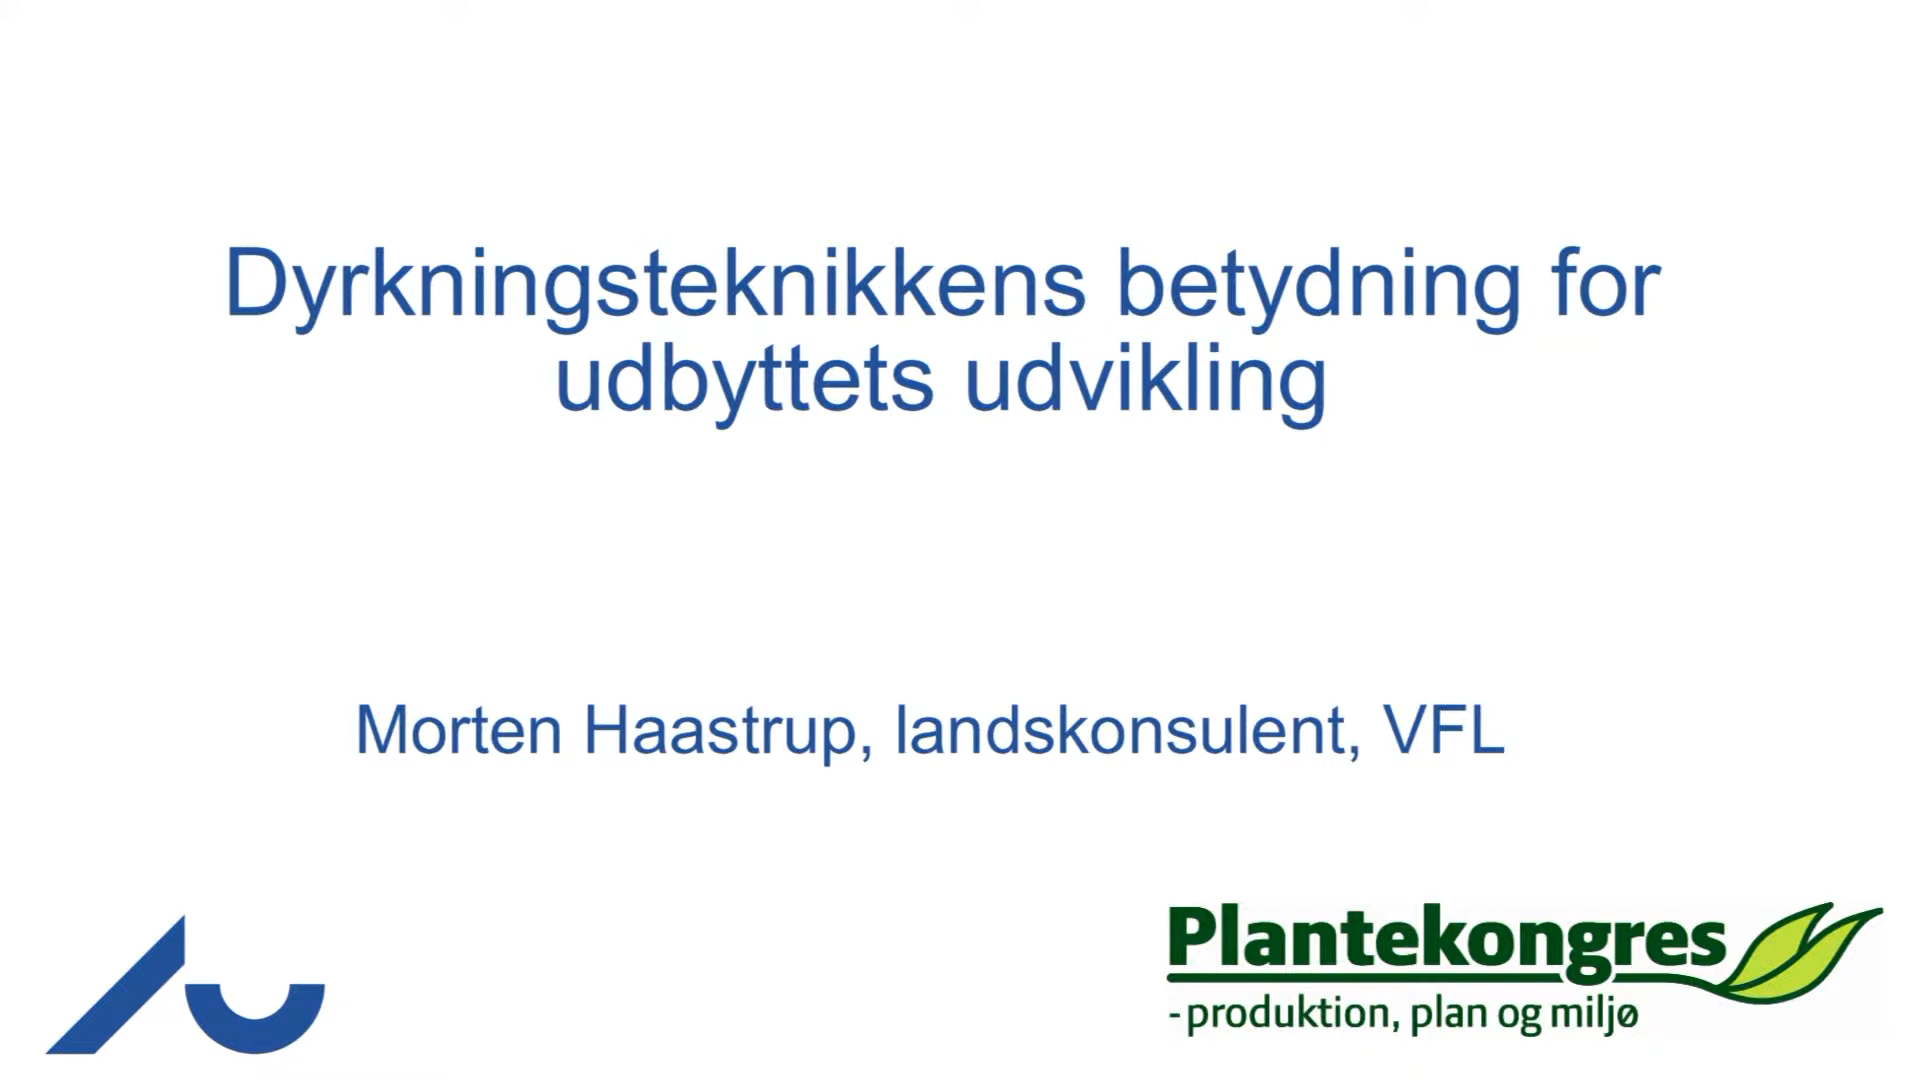 Dyrkningsteknikkens betydning for
udbyttets udvikling
Morten Haastrup, landskonsulent, VFL
Plantekongres
-produktion, plan og miljø